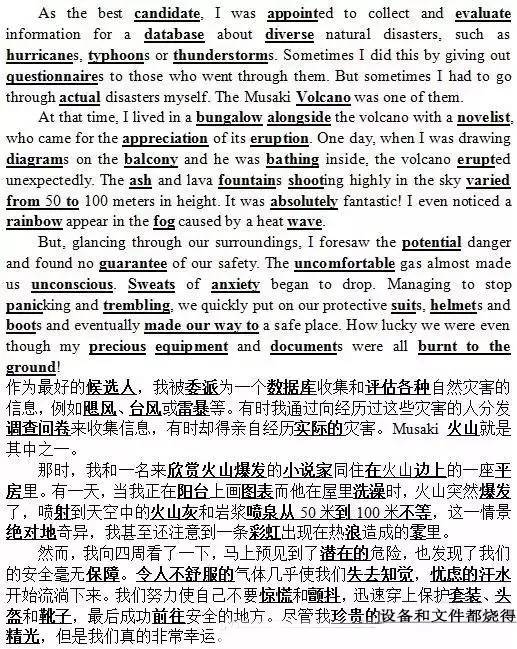 As the best candidate, I was appointed to collect and evaluate
information for a database about diverse natural disasters, such as
hurricanes, typhoons or thunderstorms. Sometimes I did this by giving out
questionnaires to those who went through them. But sometimes I had to go
through actual disasters myself. The Musaki Volcano was one of them.
At that time, I lived in a bungalow alongside the volcano with a novelist,
who came for the appreciation of its eruption. One day, when I was drawing
diagrams on the balcony and he was bathing inside, the volcano erupted
unexpectedly. The ash and lava fountains shooting highly in the sky varied
from 50 to 100 meters in height. It was absolutely fantastic! I even noticed a
rainbow appear in the fog caused by a heat wave.
But, glancing through our surroundings, I foresaw the potential danger
and found no guarantee of our safety. The uncomfortable gas almost made
us unconscious. Sweats of anxiety began to drop. Managing to stop
panicking and trembling, we quickly put on our protective suits, helmets and
boots and eventually made our way to a safe place. How lucky we were even
though my precious equipment and documents were all burnt to the
ground!
作为最好的候选人，我被委派为一个数据库收集和评估各种自然灾害的
信息，例如飓风、台风或雷暴等。有时我通过向经历过这些灾害的人分发
调查问卷来收集信息，有时却得亲自经历实际的灾害。Musaki 火山就是
其中之一。
那时，我和一名来欣赏火山爆发的小说家同住在火山边上的一座平
房里。有一天，当我正在阳台上画图表而他在屋里洗澡时，火山突然爆发
了，喷射到天空中的火山灰和岩浆喷泉从 50 米到 100 米不等，这一情景
绝对地奇异，我甚至还注意到一条彩虹出现在热浪造成的雾里。
然而，我向四周看了一下，马上预见到了潜在的危险，也发现了我们
的安全毫无保障。令人不舒服的气体几乎使我们失去知觉，忧虑的汗水
开始流淌下来。我们努力使自己不要惊慌和颤抖，迅速穿上保护套装、头
盔和靴子，最后成功前往安全的地方。尽管我珍贵的设备和文件都烧得
精光，但是我们真的非常幸运。